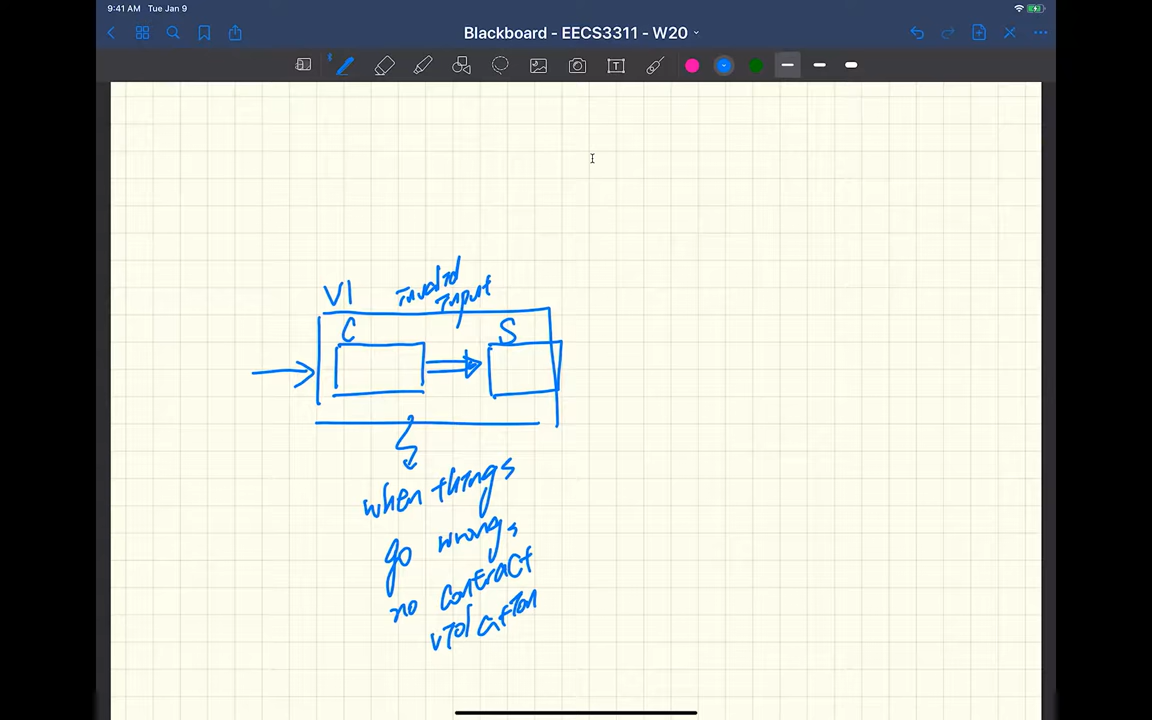 9:41 AM Tue Jan 9
Blackboard - EECS3311 - W20
T
invalid
V1 input
C S
when things
go wrong,
no contract
violation